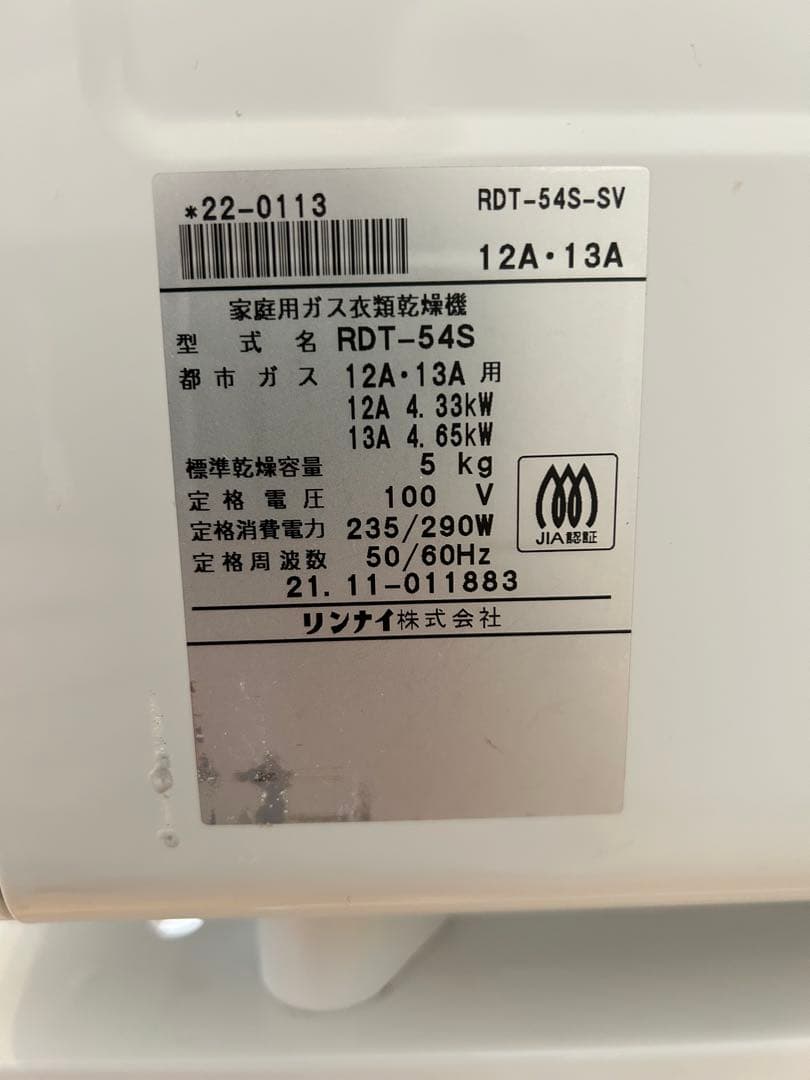 *22-0113
RDT-54S-SV
12A・13A
家庭用ガス衣類乾燥機
型式名 RDT-54S
都市ガス 12A・13A 用
12A 4.33kW
13A 4.65kW
標準乾燥容量 5 kg
定格電圧 100 V
定格消費電力 235/290W
定格周波数 50/60Hz
JIA認証
21.11-011883
リンナイ株式会社